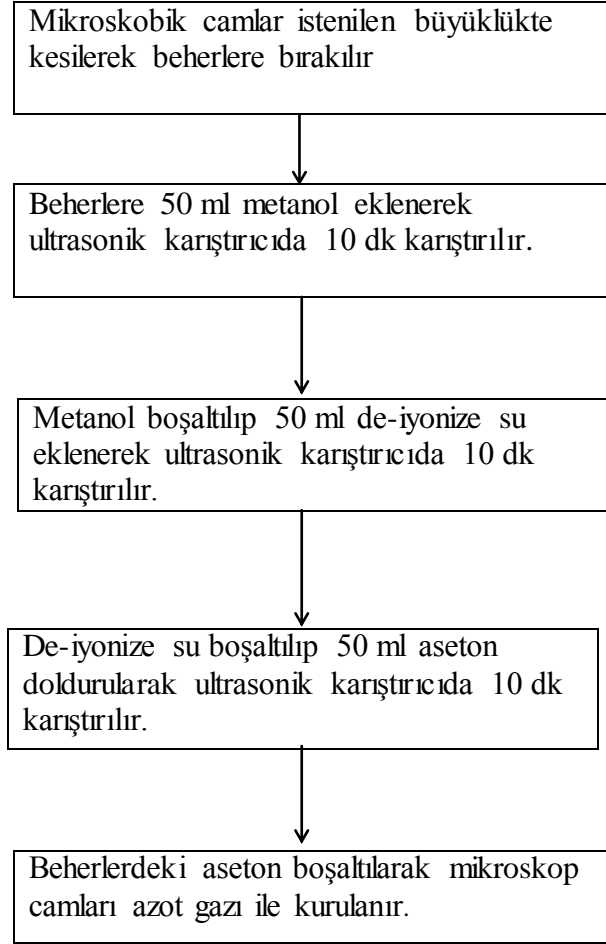 Mikroskobik camlar istenilen büyüklükte
kesilerek beherlere bırakılır
Beherlere 50 ml metanol eklenerek
ultrasonik karıştırıcıda 10 dk karıştırılır.
Metanol boşaltılıp 50 ml de-iyonize su
eklenerek ultrasonik karıştırıcıda 10 dk
karıştırılır.
De-iyonize su boşaltılıp 50 ml aseton
doldurularak ultrasonik karıştırıcıda 10 dk
karıştırılır.
Beherlerdeki aseton boşaltılarak mikroskop
camları azot gazı ile kurulanır.